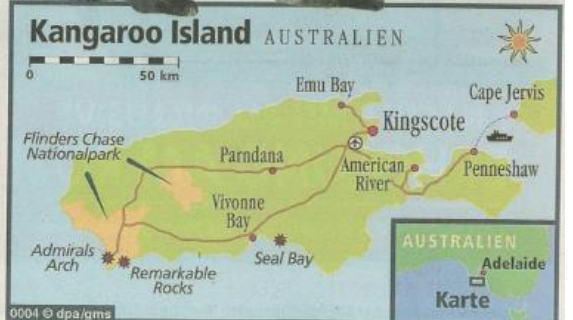 Kangaroo Island AUSTRALIEN
0 50 km
Emu Bay
Cape Jervis
Kingscote
Flinders Chase
Nationalpark
Parndana
American
River
Penneshaw
Vivonne
Bay
Admirals
Arch
Remarkable
Rocks
Seal Bay
AUSTRALIEN
Adelaide
Karte
0004 © dpa/gms